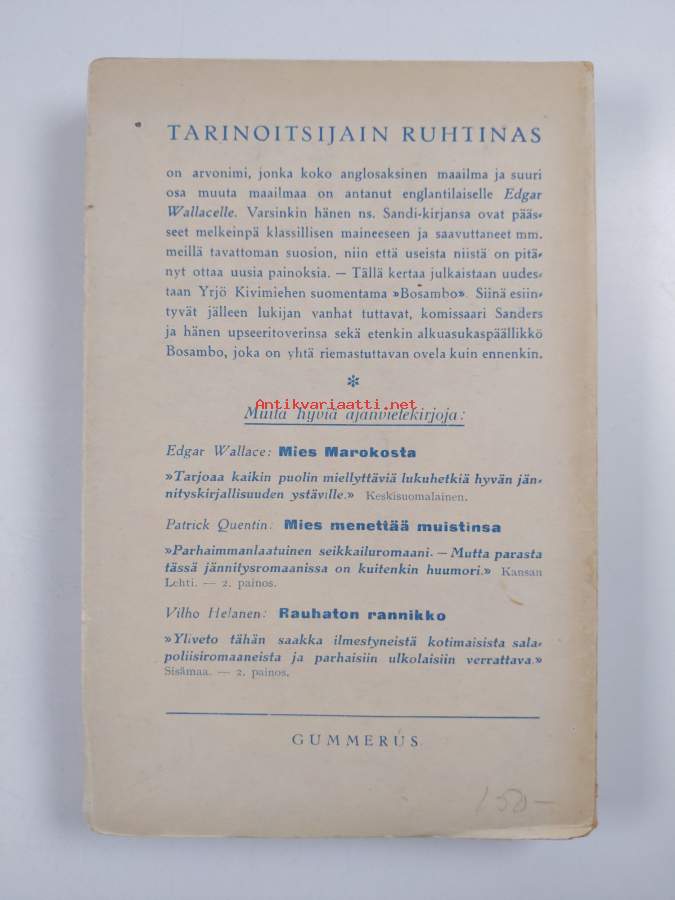 TARINOITSIJAIN RUHTINAS
on arvonimi, jonka koko anglosaksinen maailma ja suuri
osa muuta maailmaa on antanut englantilaiselle Edgar
Wallacelle. Varsinkin hänen ns. Sandi-kirjansa ovat pääs-
seet melkeinpä klassillisen maineeseen ja saavuttaneet mm.
meillä tavattoman suosion, niin että useista niistä on pitä-
nyt ottaa uusia painoksia. — Tällä kertaa julkaistaan uudes-
taan Yrjö Kivimiehen suomentama »Bosambo». Siinä esiin-
tyvät jälleen lukijan vanhat tuttavat, komissaari Sanders
ja hänen upseeritoverinsa sekä etenkin alkuasukaspäällikkö
Bosambo, joka on yhtä riemastuttavan ovela kuin ennenkin.
*
Antikvariaatti.net
Muita hyviä ajanvietekirjoja:
Edgar Wallace: Mies Marokosta
»Tarjoaa kaikin puolin miellyttäviä lukuhetkiä hyvän jän-
nityskirjallisuuden ystäville.» Keskisuomalainen.
Patrick Quentin: Mies menettää muistinsa
»Parhaimmanlaatuinen seikkailuromaani. — Mutta parasta
tässä jännitysromaanissa on kuitenkin huumori.» Kansan
Lehti. — 2. painos.
Vilho Helanen: Rauhaton rannikko
»Yliveto tähän saakka ilmestyneistä kotimaisista sala-
poliisiromaaneista ja parhaisiin ulkolaisiin verrattava.»
Sisämaa. — 2. painos.
GUMMERUS
150-